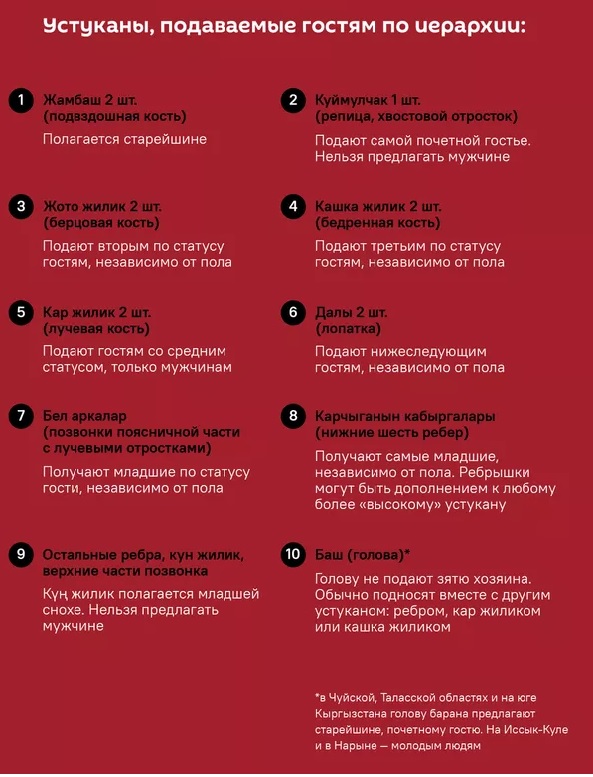 Устуканы, подаваемые гостям по иерархии:
1 Жамбаш 2 шт.
(подвздошная кость)
Полагается старейшине
2 Куймулчак 1 шт.
(репица, хвостовой отросток)
Подают самой почетной гостье.
Нельзя предлагать мужчине
3 Жото жилик 2 шт.
(берцовая кость)
Подают вторым по статусу
гостям, независимо от пола
4 Кашка жилик 2 шт.
(бедренная кость)
Подают третьим по статусу
гостям, независимо от пола
5 Кар жилик 2 шт.
(лучевая кость)
Подают гостям со средним
статусом, только мужчинам
6 Далы 2 шт.
(лопатка)
Подают нижеследующим
гостям, независимо от пола
7 Бел аркалар
(позвонки поясничной части
с лучевыми отростками)
Получают младшие по статусу
гости, независимо от пола
8 Карчыганын кабыргалары
(нижние шесть ребер)
Получают самые младшие,
независимо от пола. Ребрышки
могут быть дополнением к любому
более «высокому» устукану
9 Остальные ребра, кун жилик,
верхние части позвонка
Күң жилик полагается младшей
снохе. Нельзя предлагать
мужчине
10 Баш (голова)*
Голову не подают зятю хозяина.
Обычно подносят вместе с другим
устуканом: ребром, кар жиликом
или кашка жиликом
*в Чуйской, Таласской областях и на юге
Кыргызстана голову барана предлагают
старейшине, почетному гостю. На Иссык-Куле
и в Нарыне — молодым людям